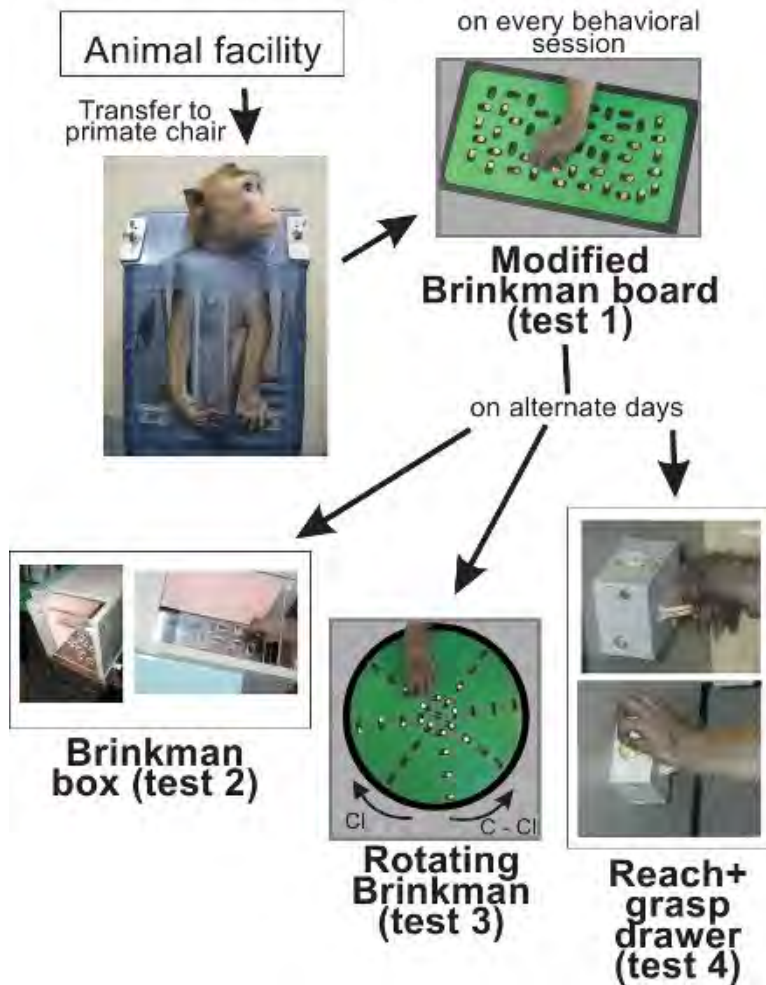 Animal facility
Transfer to
primate chair
on every behavioral
session
Modified
Brinkman board
(test 1)
on alternate days
Brinkman
box (test 2)
Cl
C - Cl
Rotating
Brinkman
(test 3)
Reach+
grasp
drawer
(test 4)